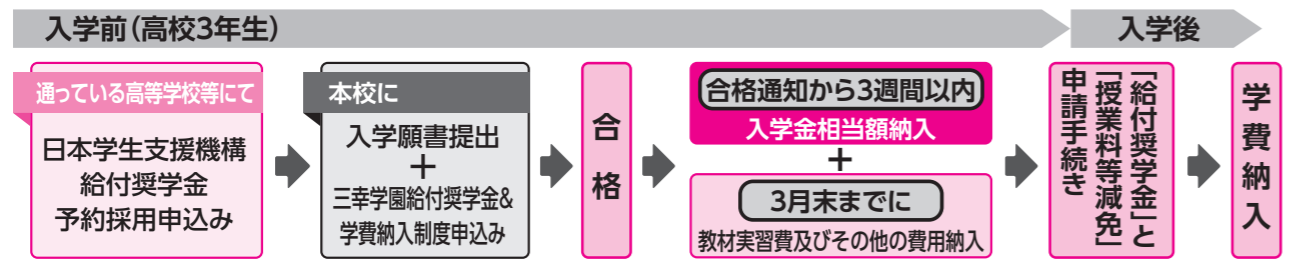 入学前（高校3年生）
入学後
通っている高等学校等にて
日本学生支援機構
給付奨学金
予約採用申込み
本校に
入学願書提出
＋
三幸学園給付奨学金&
学費納入制度申込み
合格
合格通知から3週間以内
入学金相当額納入
＋
3月末までに
教材実習費及びその他の費用納入
「給付奨学金」と
「授業料等減免」
申請手続き
学費納入